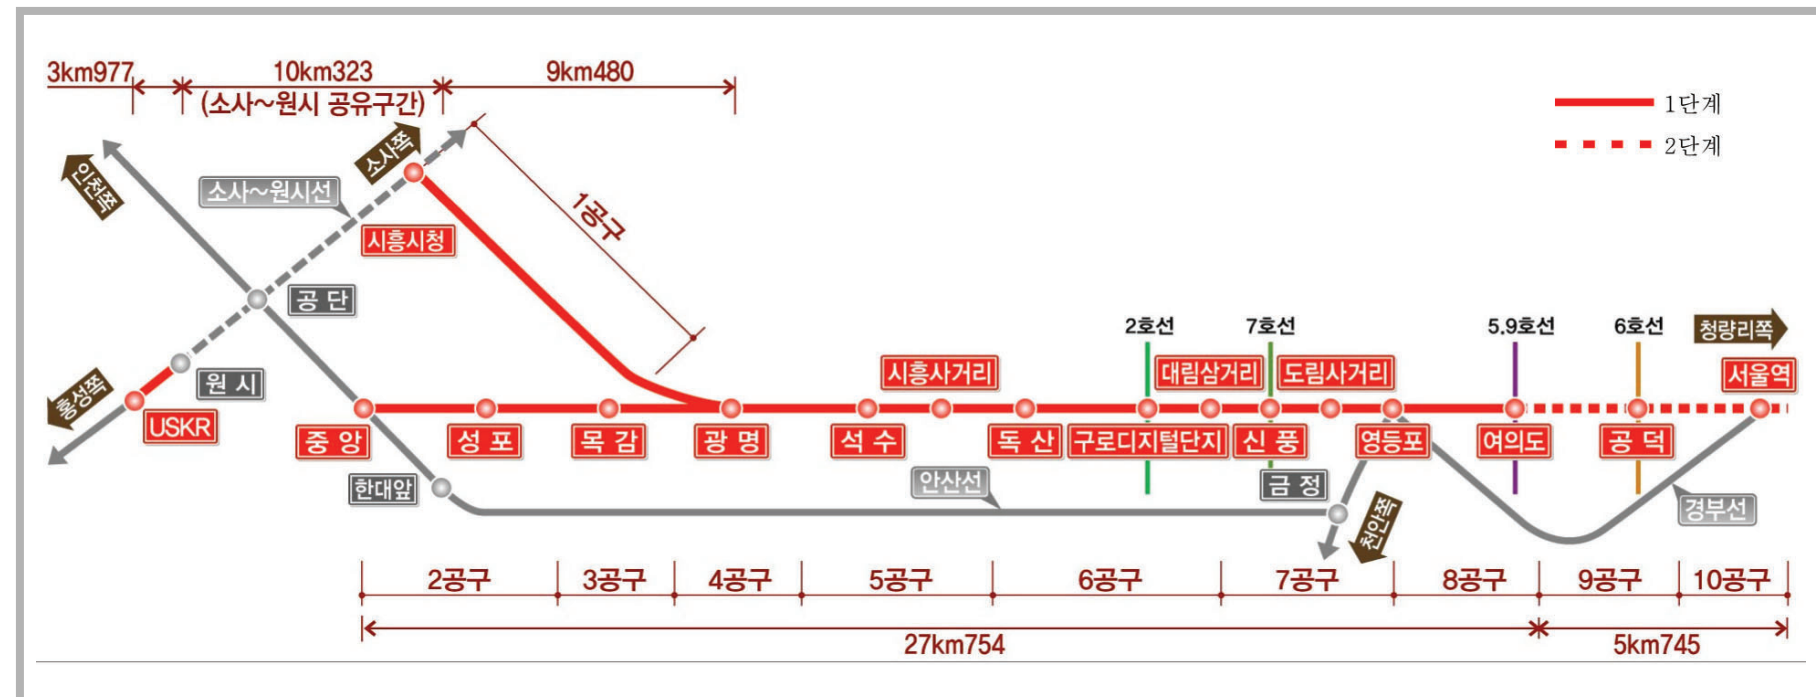 3km977
10km323
9km480
(소사~원시 공유구간)
1단계
2단계
소사쪽
인천쪽
소사~원시선
1공구
시흥시청
공 단
2호선
7호선
5.9호선
6호선
청량리쪽
홍성쪽
원 시
시흥사거리
대림삼거리
도림사거리
서울역
USKR
중 앙
성 포
목 감
광 명
석 수
독 산
구로디지털단지
신 풍
영등포
여의도
공 덕
한대앞
안산선
금 정
경부선
천안쪽
2공구
3공구
4공구
5공구
6공구
7공구
8공구
9공구
10공구
27km754
5km745